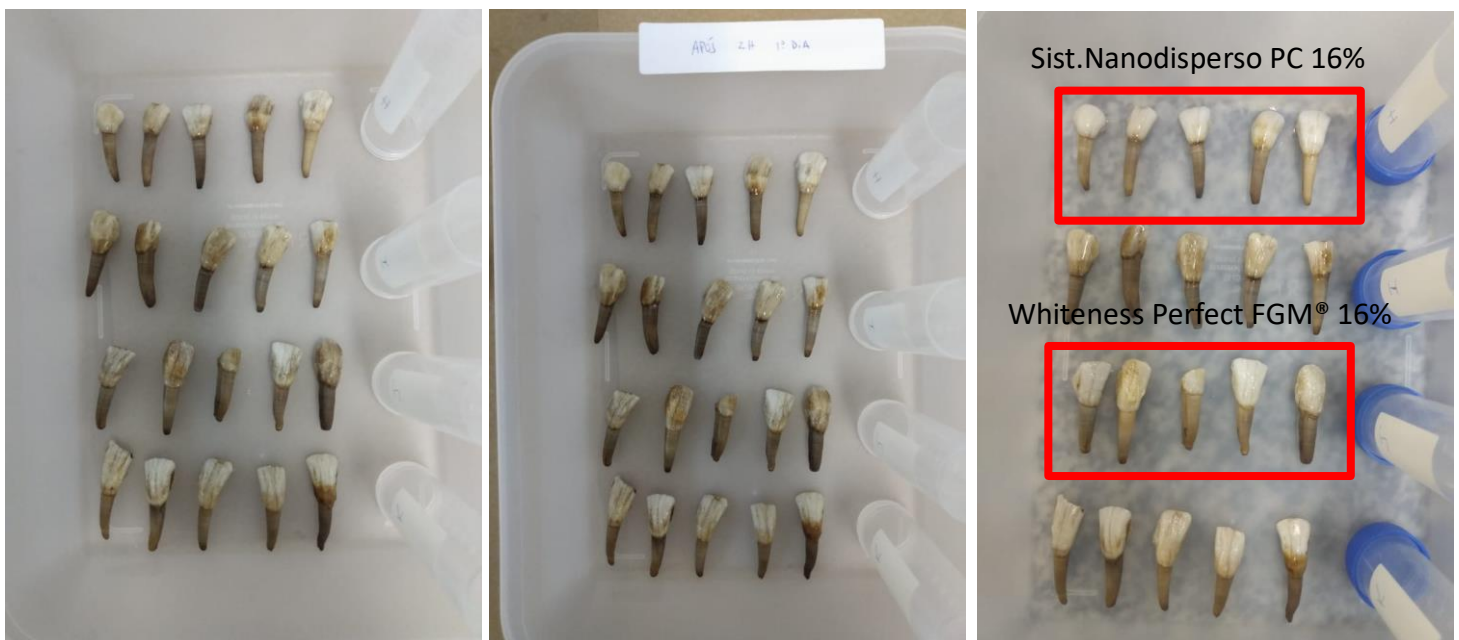 APÓS 2H 1º DIA
Sist.Nanodisperso PC 16%
Whiteness Perfect FGM® 16%